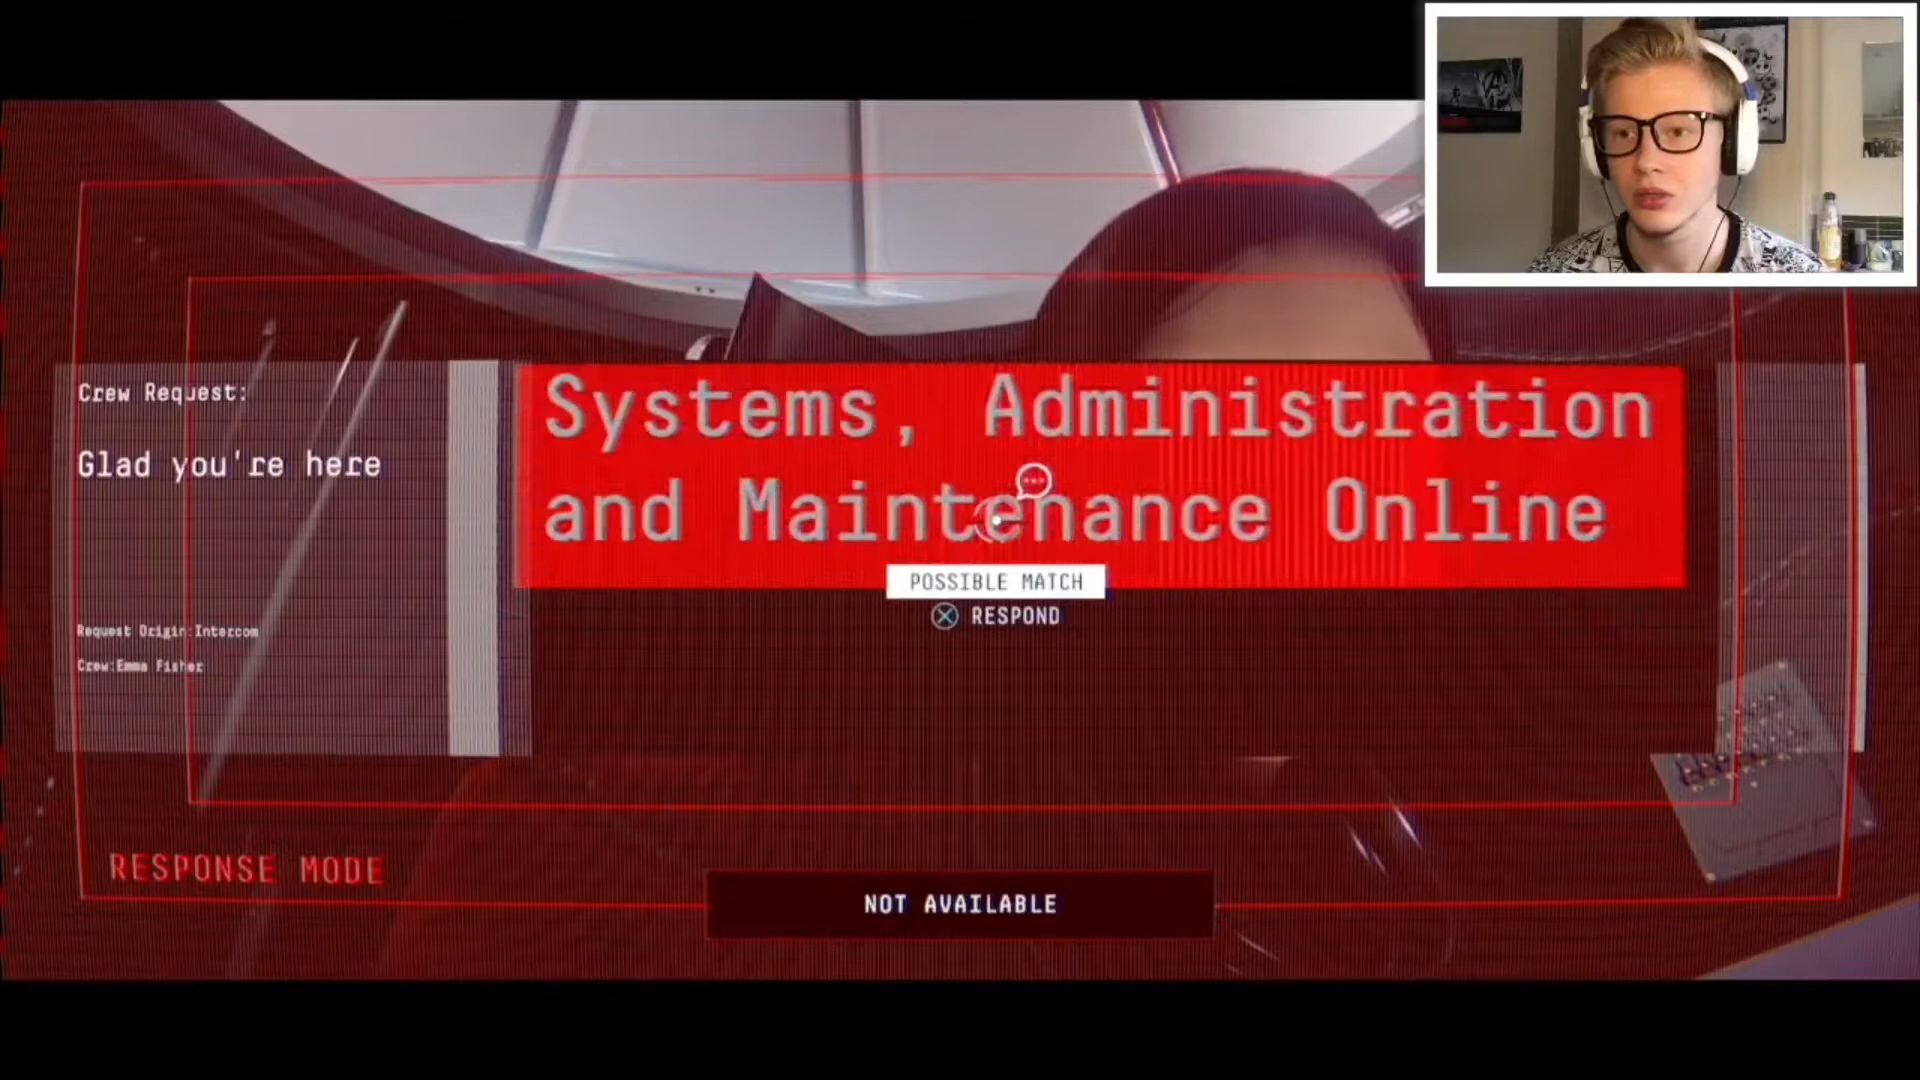 Crew Request:
Glad you're here
Request Origin:Intercom
Crew:Emma Fisher
Systems, Administration
and Maintenance Online
POSSIBLE MATCH
RESPOND
RESPONSE MODE
NOT AVAILABLE